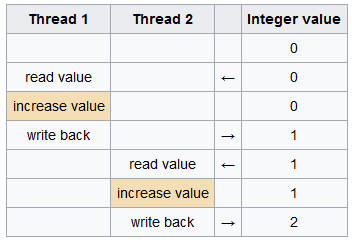 Thread 1 Thread 2 Integer value
0
read value ← 0
increase value 0
write back → 1
read value ← 1
increase value 1
write back → 2